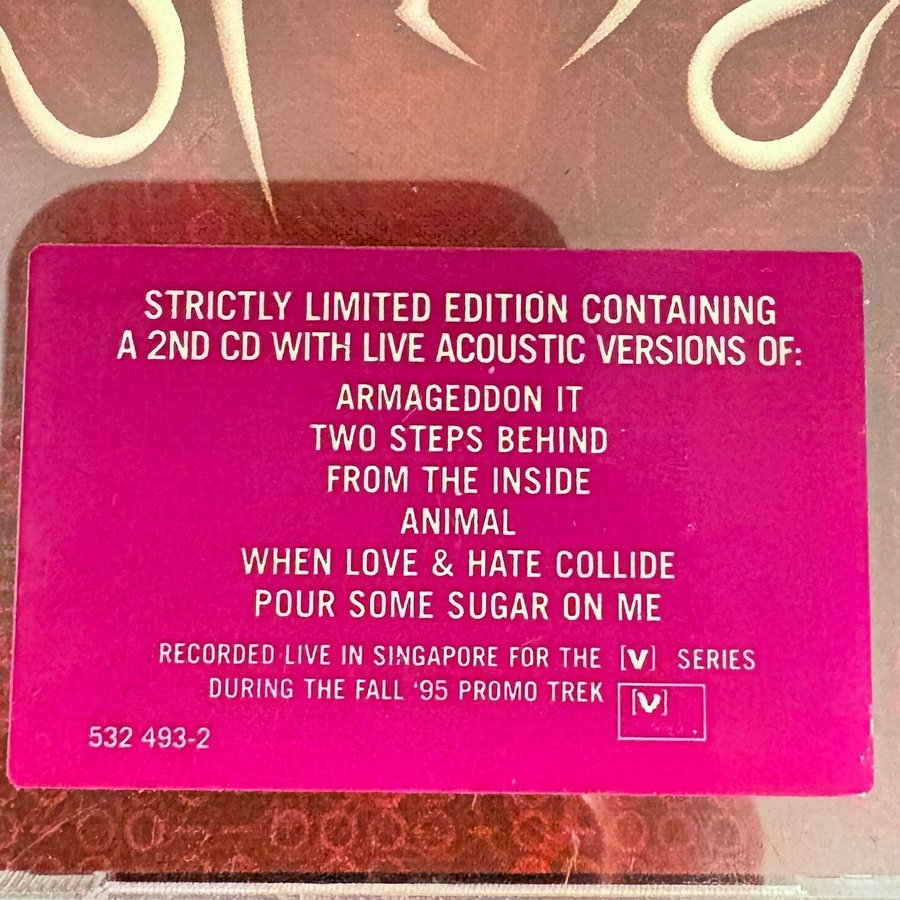 STRICTLY LIMITED EDITION CONTAINING
A 2ND CD WITH LIVE ACOUSTIC VERSIONS OF:
ARMAGEDDON IT
TWO STEPS BEHIND
FROM THE INSIDE
ANIMAL
WHEN LOVE & HATE COLLIDE
POUR SOME SUGAR ON ME
RECORDED LIVE IN SINGAPORE FOR THE [V] SERIES
DURING THE FALL '95 PROMO TREK [V]
532 493-2